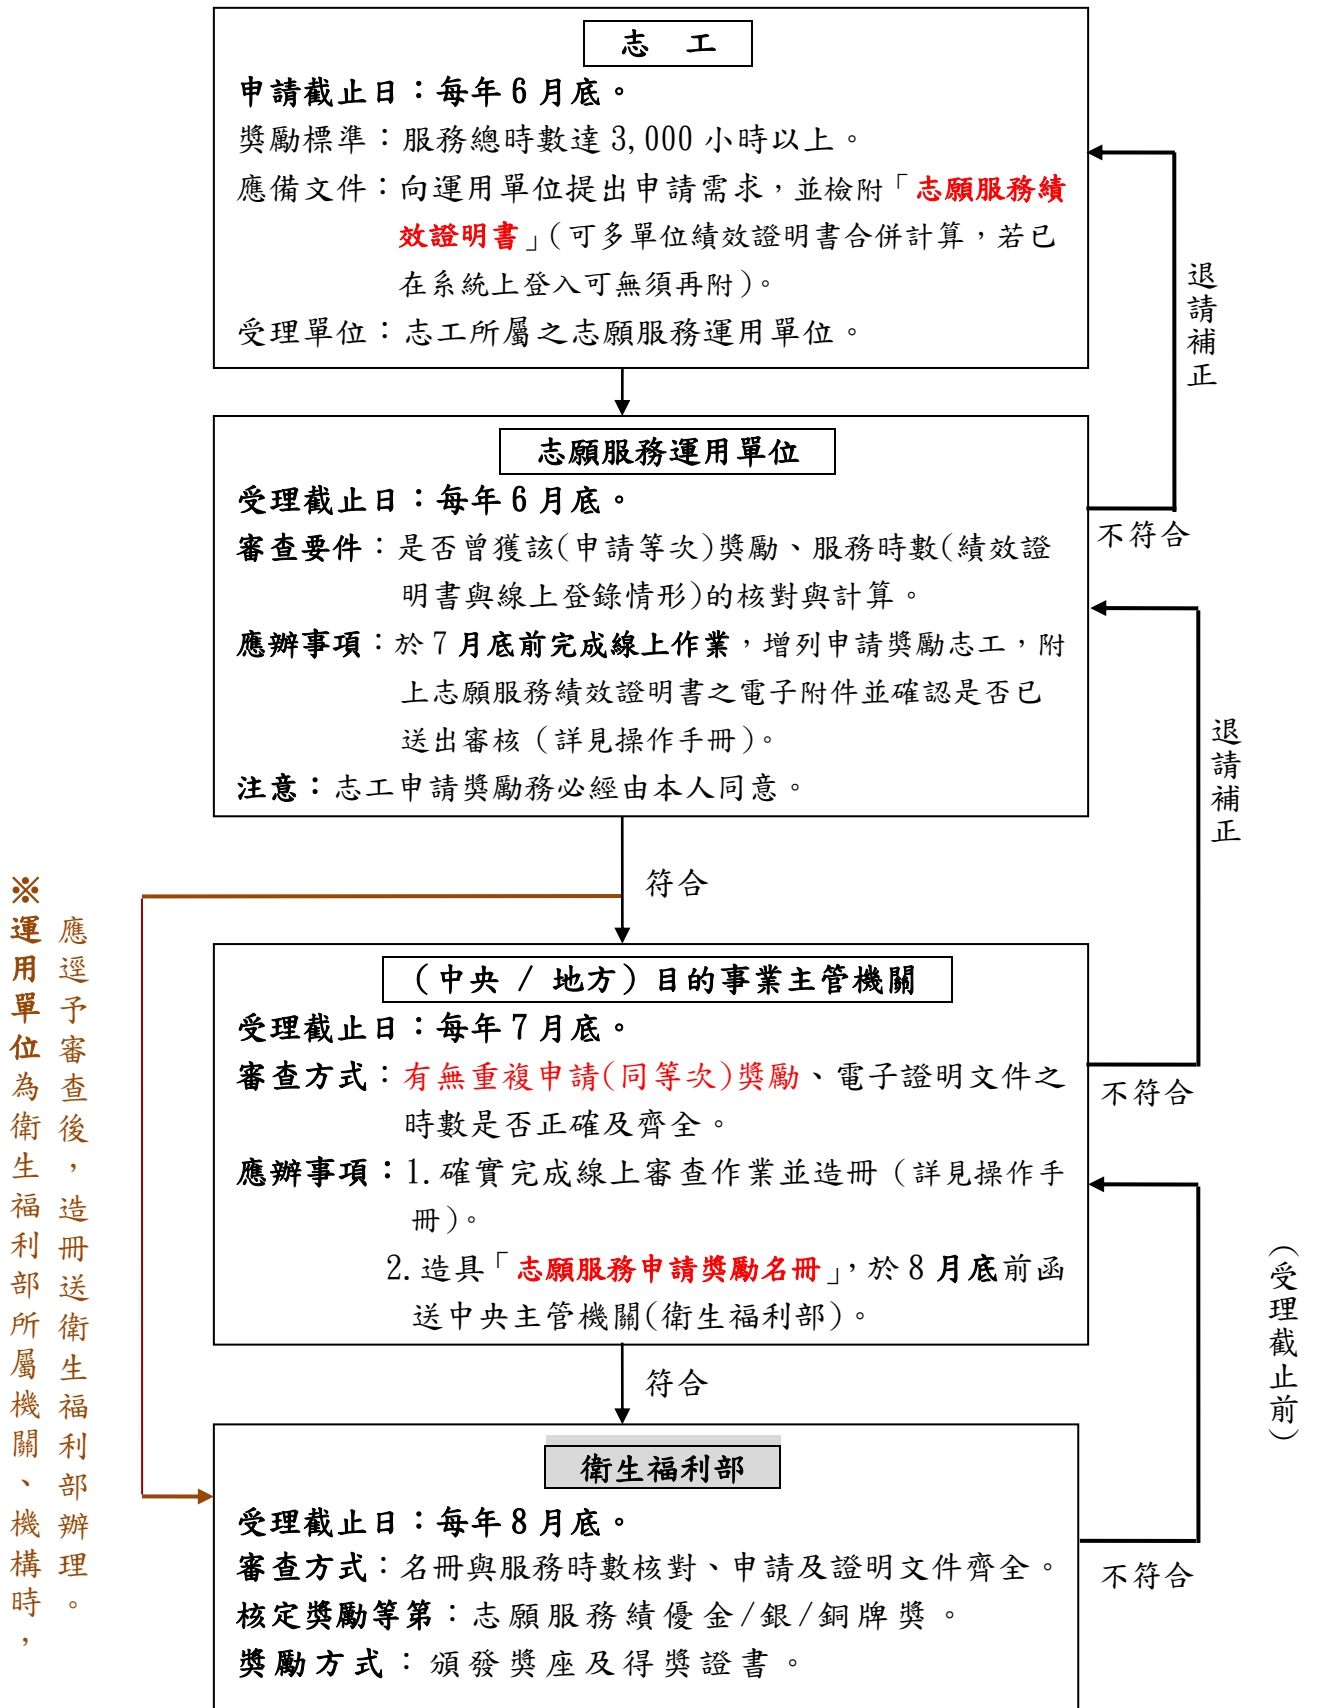 志 工
申請截止日：每年6月底。
獎勵標準：服務總時數達3,000小時以上。
應備文件：向運用單位提出申請需求，並檢附「志願服務績
效證明書」(可多單位績效證明書合併計算，若已
在系統上登入可無須再附)。
受理單位：志工所屬之志願服務運用單位。
退請補正
志願服務運用單位
受理截止日：每年6月底。
審查要件：是否曾獲該(申請等次)獎勵、服務時數(績效證
明書與線上登錄情形)的核對與計算。
應辦事項：於7月底前完成線上作業，增列申請獎勵志工，附
上志願服務績效證明書之電子附件並確認是否已
送出審核（詳見操作手冊)。
注意：志工申請獎勵務必經由本人同意。
不符合
退請補正
符合
※運用單位為衛生福利部所屬機關、機構時，
應逕予審查後，造冊送衛生福利部辦理。
（中央 / 地方）目的事業主管機關
受理截止日：每年7月底。
審查方式：有無重複申請(同等次)獎勵、電子證明文件之
時數是否正確及齊全。
應辦事項：1.確實完成線上審查作業並造冊（詳見操作手
冊)。
2.造具「志願服務申請獎勵名冊」，於8月底前函
送中央主管機關(衛生福利部)。
不符合
（受理截止前）
符合
衛生福利部
受理截止日：每年8月底。
審查方式：名冊與服務時數核對、申請及證明文件齊全。
核定獎勵等第：志願服務績優金/銀/銅牌獎。
獎勵方式：頒發獎座及得獎證書。
不符合